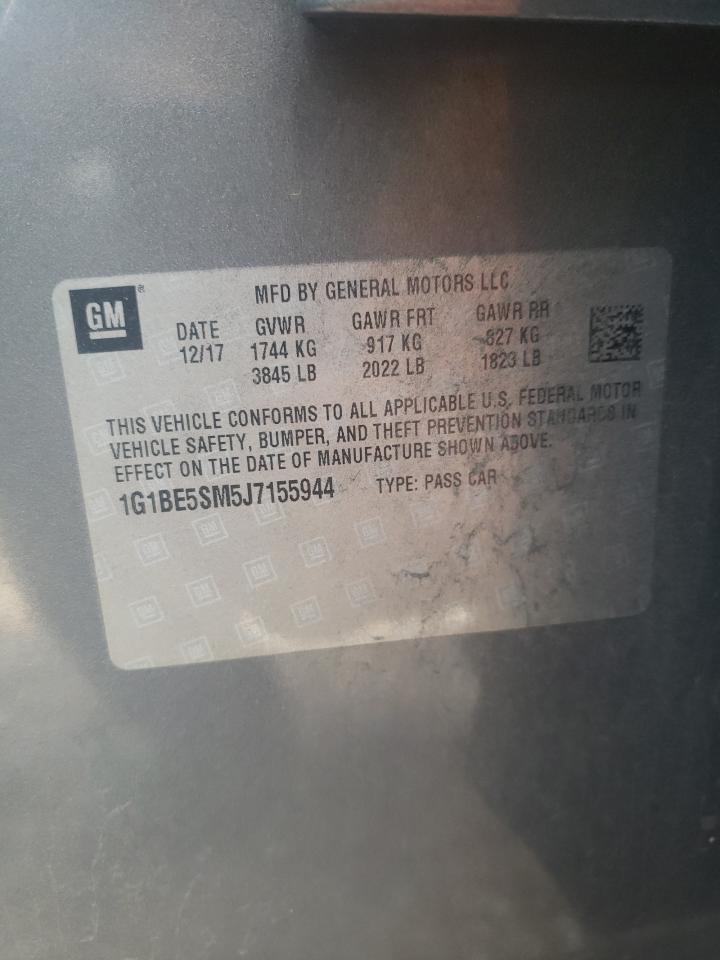 GM ®
MFD BY GENERAL MOTORS LLC
DATE GVWR GAWR FRT GAWR RR
12/17 1744 KG 917 KG 827 KG
3845 LB 2022 LB 1823 LB
THIS VEHICLE CONFORMS TO ALL APPLICABLE U.S. FEDERAL MOTOR
VEHICLE SAFETY, BUMPER, AND THEFT PREVENTION STANDARDS IN
EFFECT ON THE DATE OF MANUFACTURE SHOWN ABOVE.
1G1BE5SM5J7155944 TYPE: PASS CAR